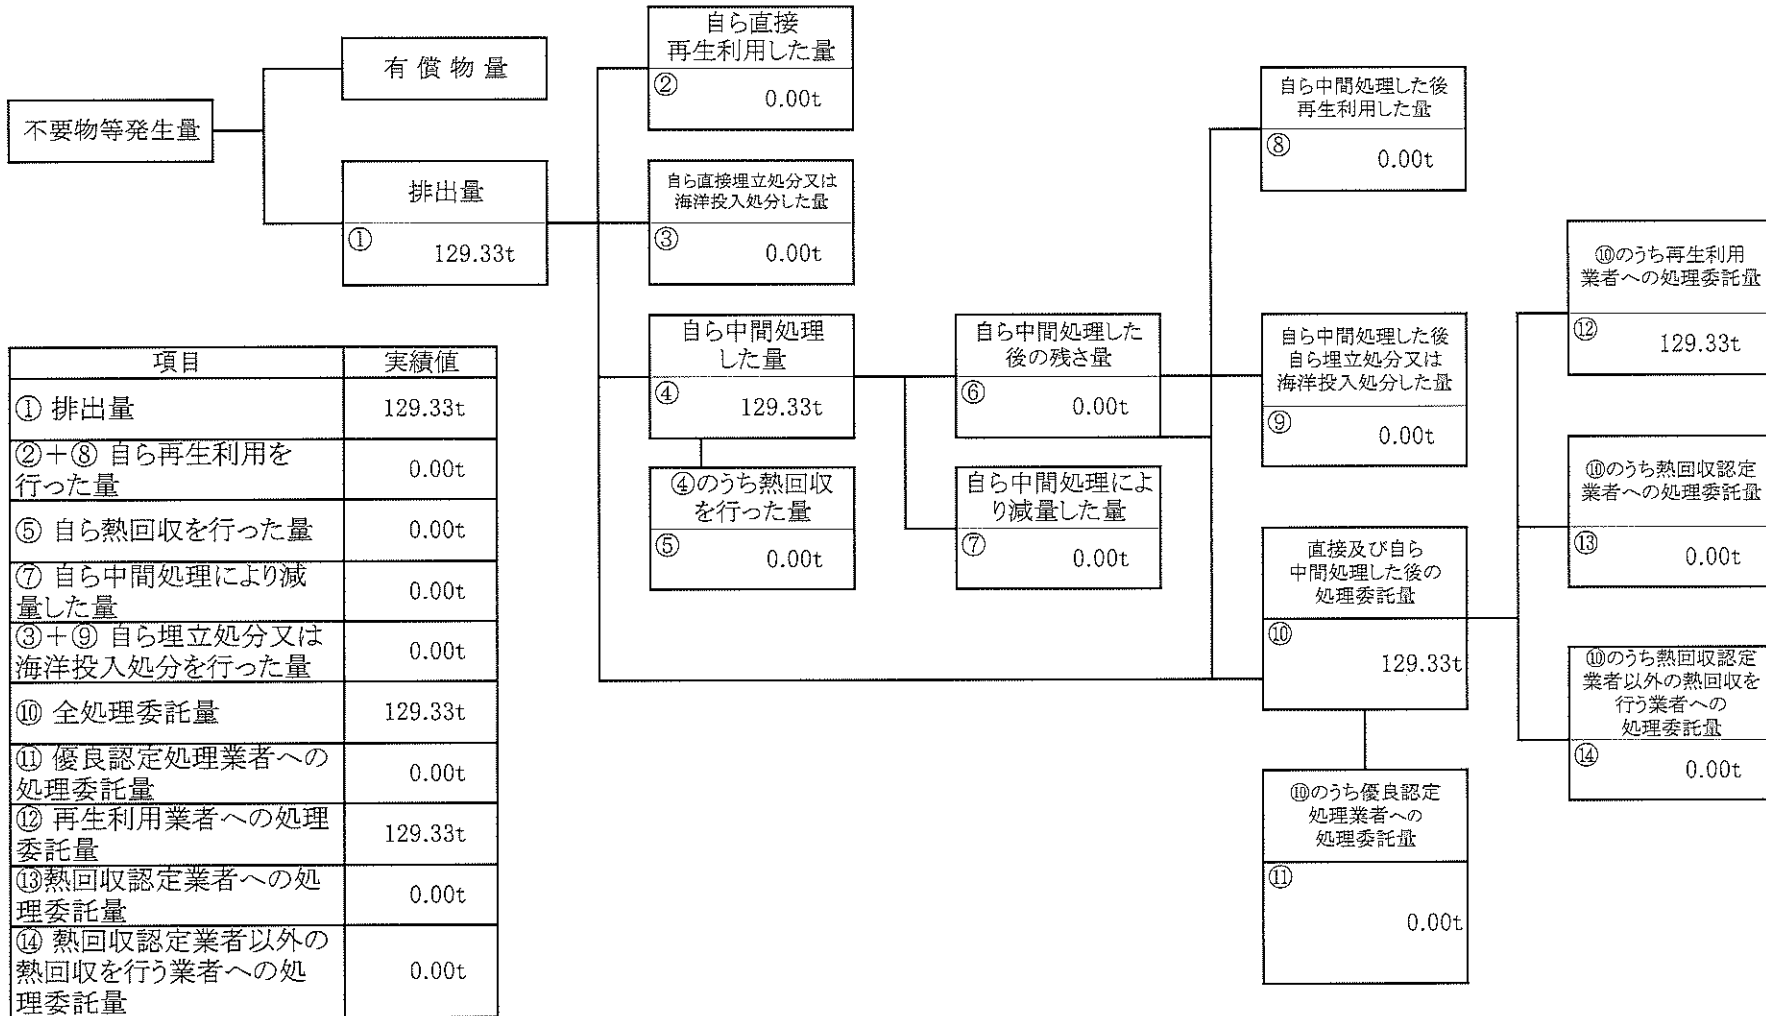 不要物等発生量
有償物量
排出量
①
129.33t
自ら直接
再生利用した量
②
0.00t
自ら直接埋立処分又は
海洋投入処分した量
③
0.00t
自ら中間処理
した量
④
129.33t
④のうち熱回収
を行った量
⑤
0.00t
自ら中間処理した
後の残さ量
⑥
0.00t
自ら中間処理によ
り減量した量
⑦
0.00t
自ら中間処理した後
再生利用した量
⑧
0.00t
自ら中間処理した後
自ら埋立処分又は
海洋投入処分した量
⑨
0.00t
直接及び自ら
中間処理した後の
処理委託量
⑩
129.33t
⑩のうち優良認定
処理業者への
処理委託量
⑪
0.00t
⑩のうち再生利用
業者への処理委託量
⑫
129.33t
⑩のうち熱回収認定
業者への処理委託量
⑬
0.00t
⑩のうち熱回収認定
業者以外の熱回収を
行う業者への
処理委託量
⑭
0.00t
項目 実績値
① 排出量 129.33t
②+⑧ 自ら再生利用を
行った量 0.00t
⑤ 自ら熱回収を行った量 0.00t
⑦ 自ら中間処理により減
量した量 0.00t
③+⑨ 自ら埋立処分又は
海洋投入処分を行った量 0.00t
⑩ 全処理委託量 129.33t
⑪ 優良認定処理業者への
処理委託量 0.00t
⑫ 再生利用業者への処理
委託量 129.33t
⑬熱回収認定業者への処
理委託量 0.00t
⑭ 熱回収認定業者以外の
熱回収を行う業者への処
理委託量 0.00t